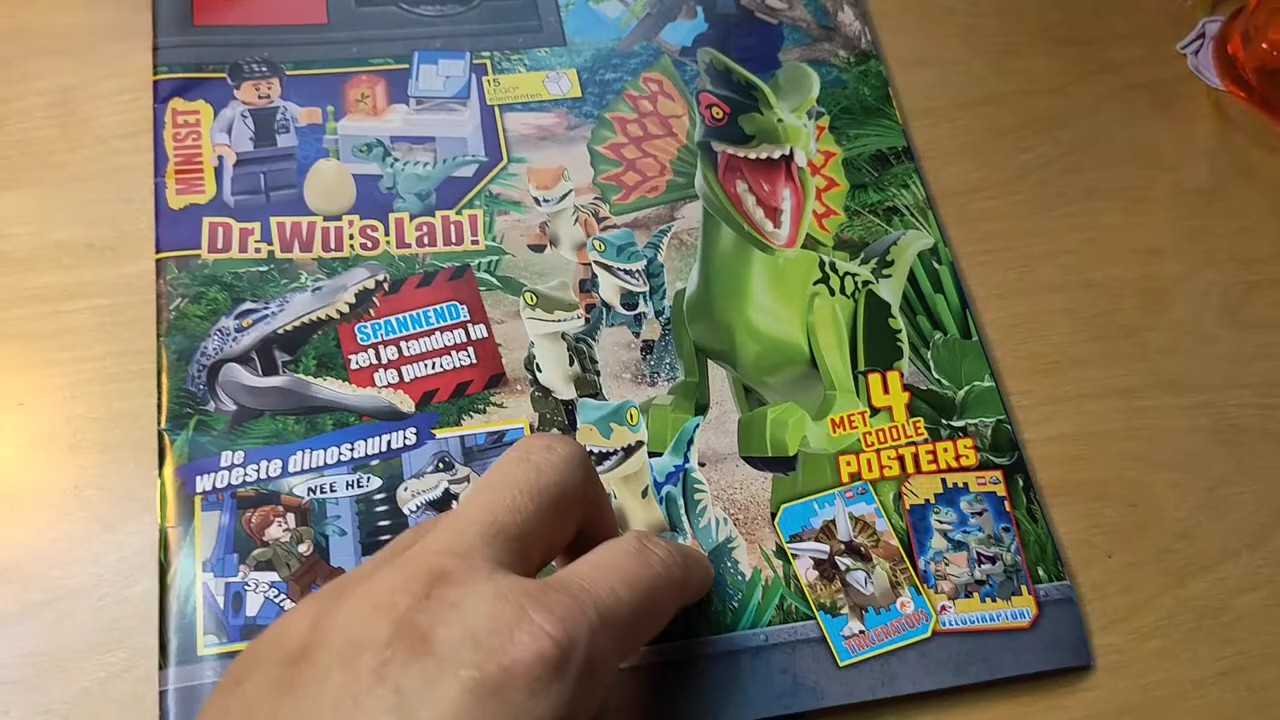 MINISET
15
LEGO®
elementen
Dr. Wu's Lab!
SPANNEND:
zet je tanden in
de puzzels!
De
woeste dinosaurus
NEE HÈ!
SPRIN
MET 4
COOLE
POSTERS
TRICERATOPS
VELOCIRAPTOR!